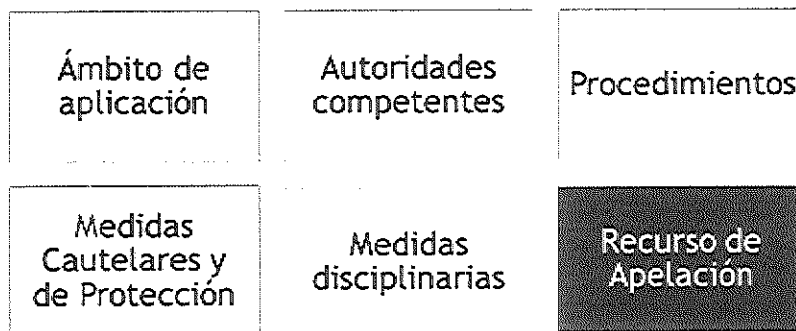 Ámbito de
aplicación
Autoridades
competentes
Procedimientos
Medidas
Cautelares y
de Protección
Medidas
disciplinarias
Recurso de
Apelación